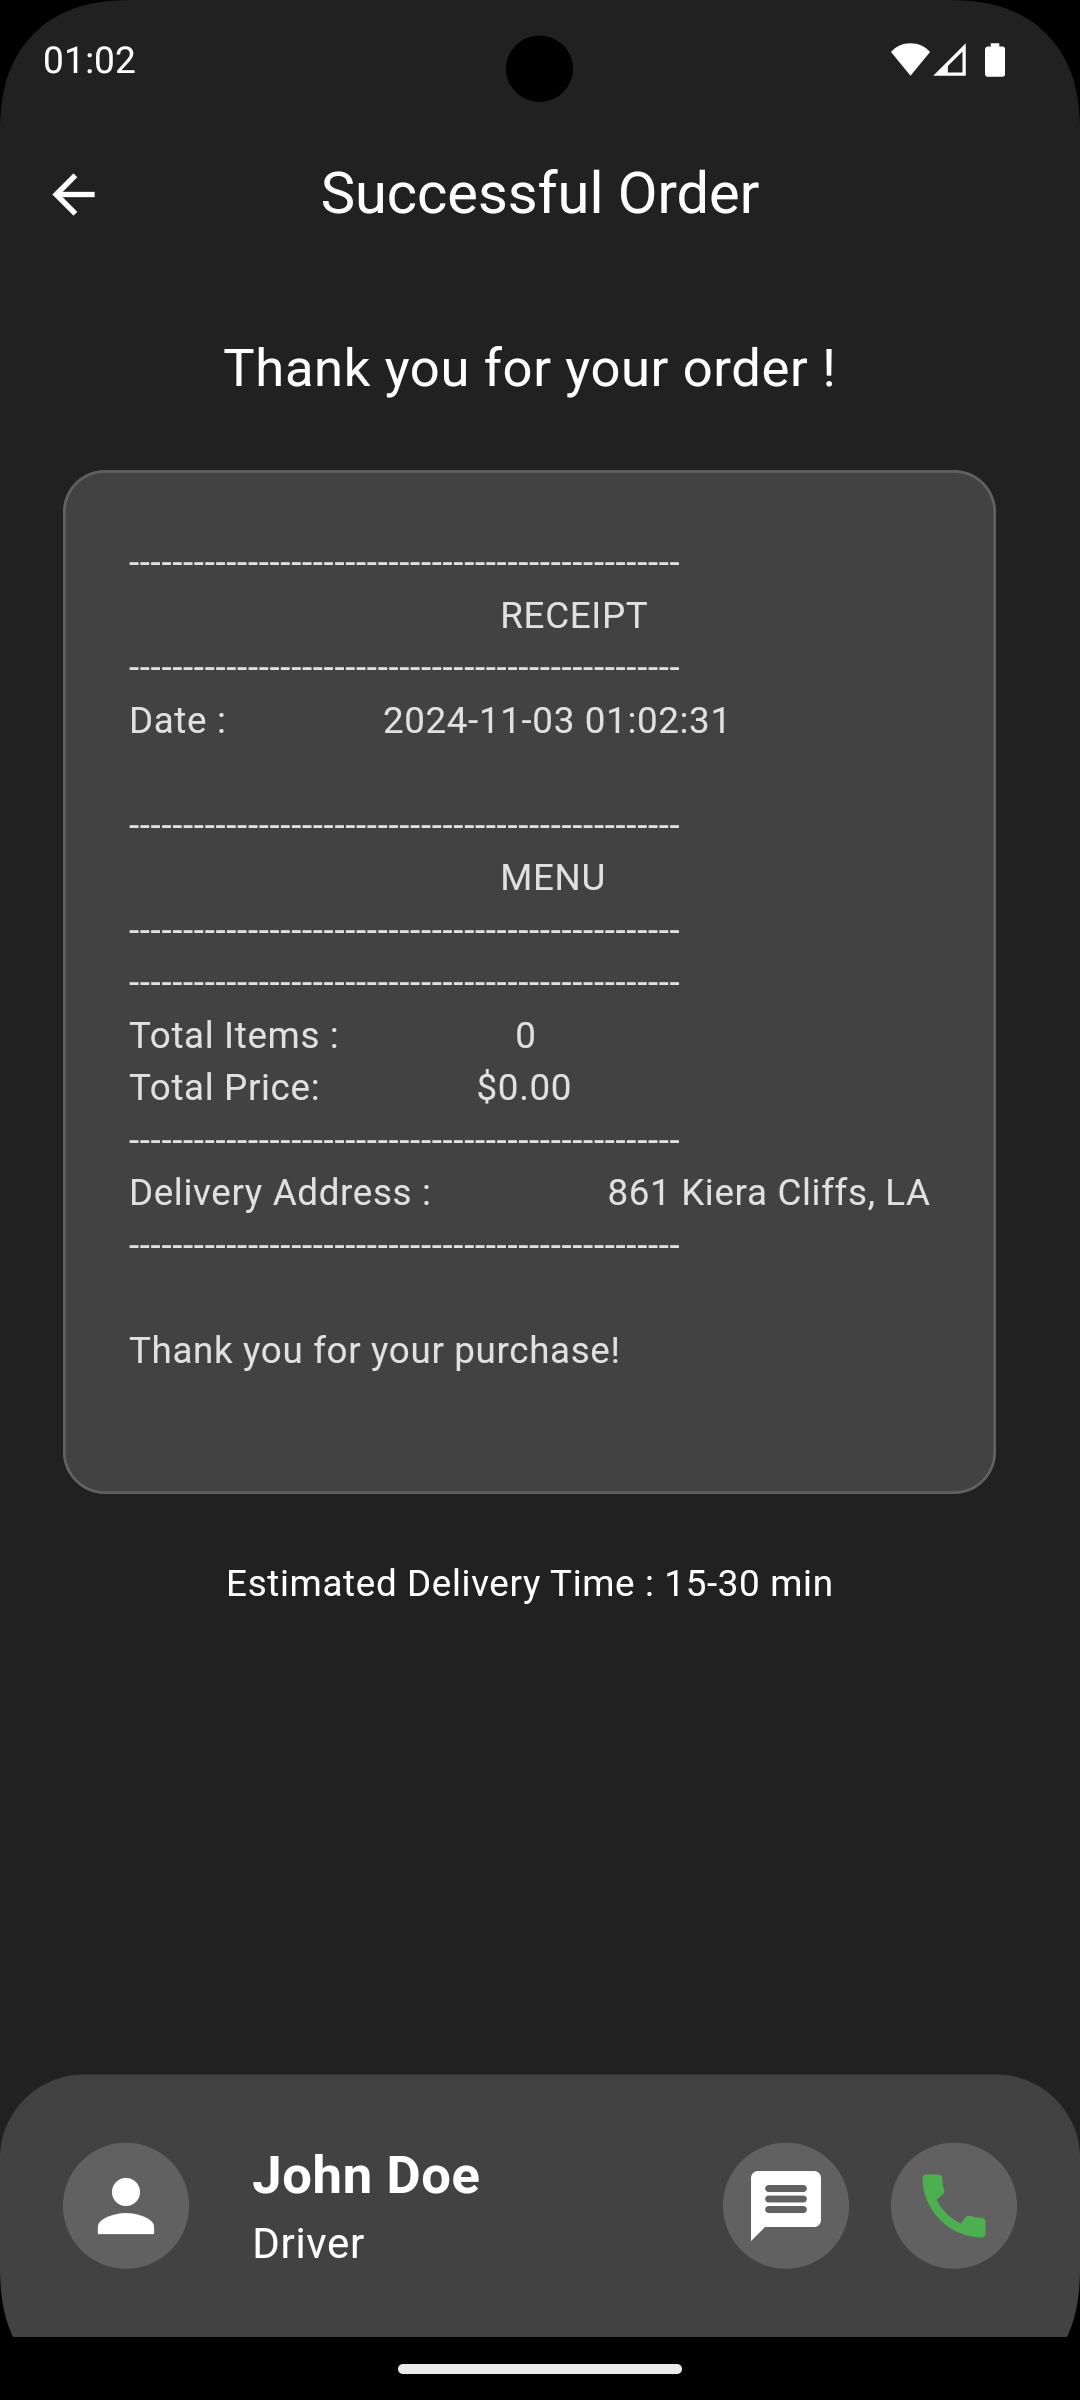 01:02
Successful Order
Thank you for your order !
---------------------------------------------------
RECEIPT
---------------------------------------------------
Date : 2024-11-03 01:02:31
---------------------------------------------------
MENU
---------------------------------------------------
---------------------------------------------------
Total Items : 0
Total Price: $0.00
---------------------------------------------------
Delivery Address : 861 Kiera Cliffs, LA
---------------------------------------------------
Thank you for your purchase!
Estimated Delivery Time : 15-30 min
John Doe
Driver